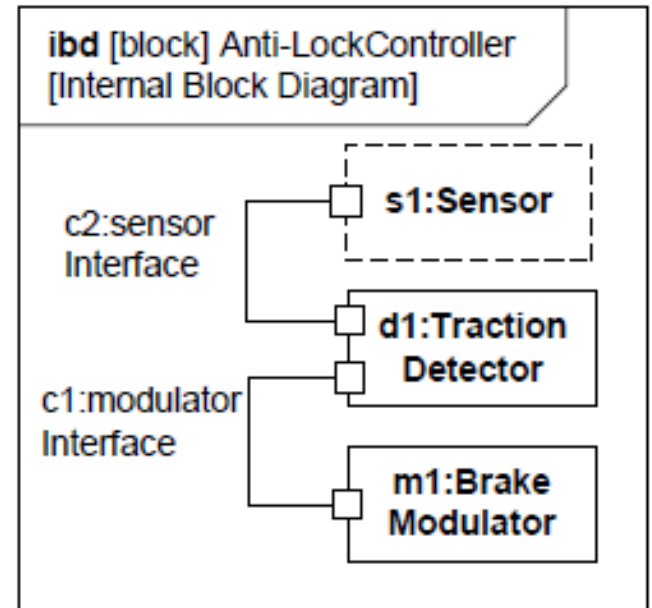 ibd [block] Anti-LockController
[Internal Block Diagram]
s1:Sensor
c2:sensor
Interface
d1:Traction
Detector
c1:modulator
Interface
m1:Brake
Modulator